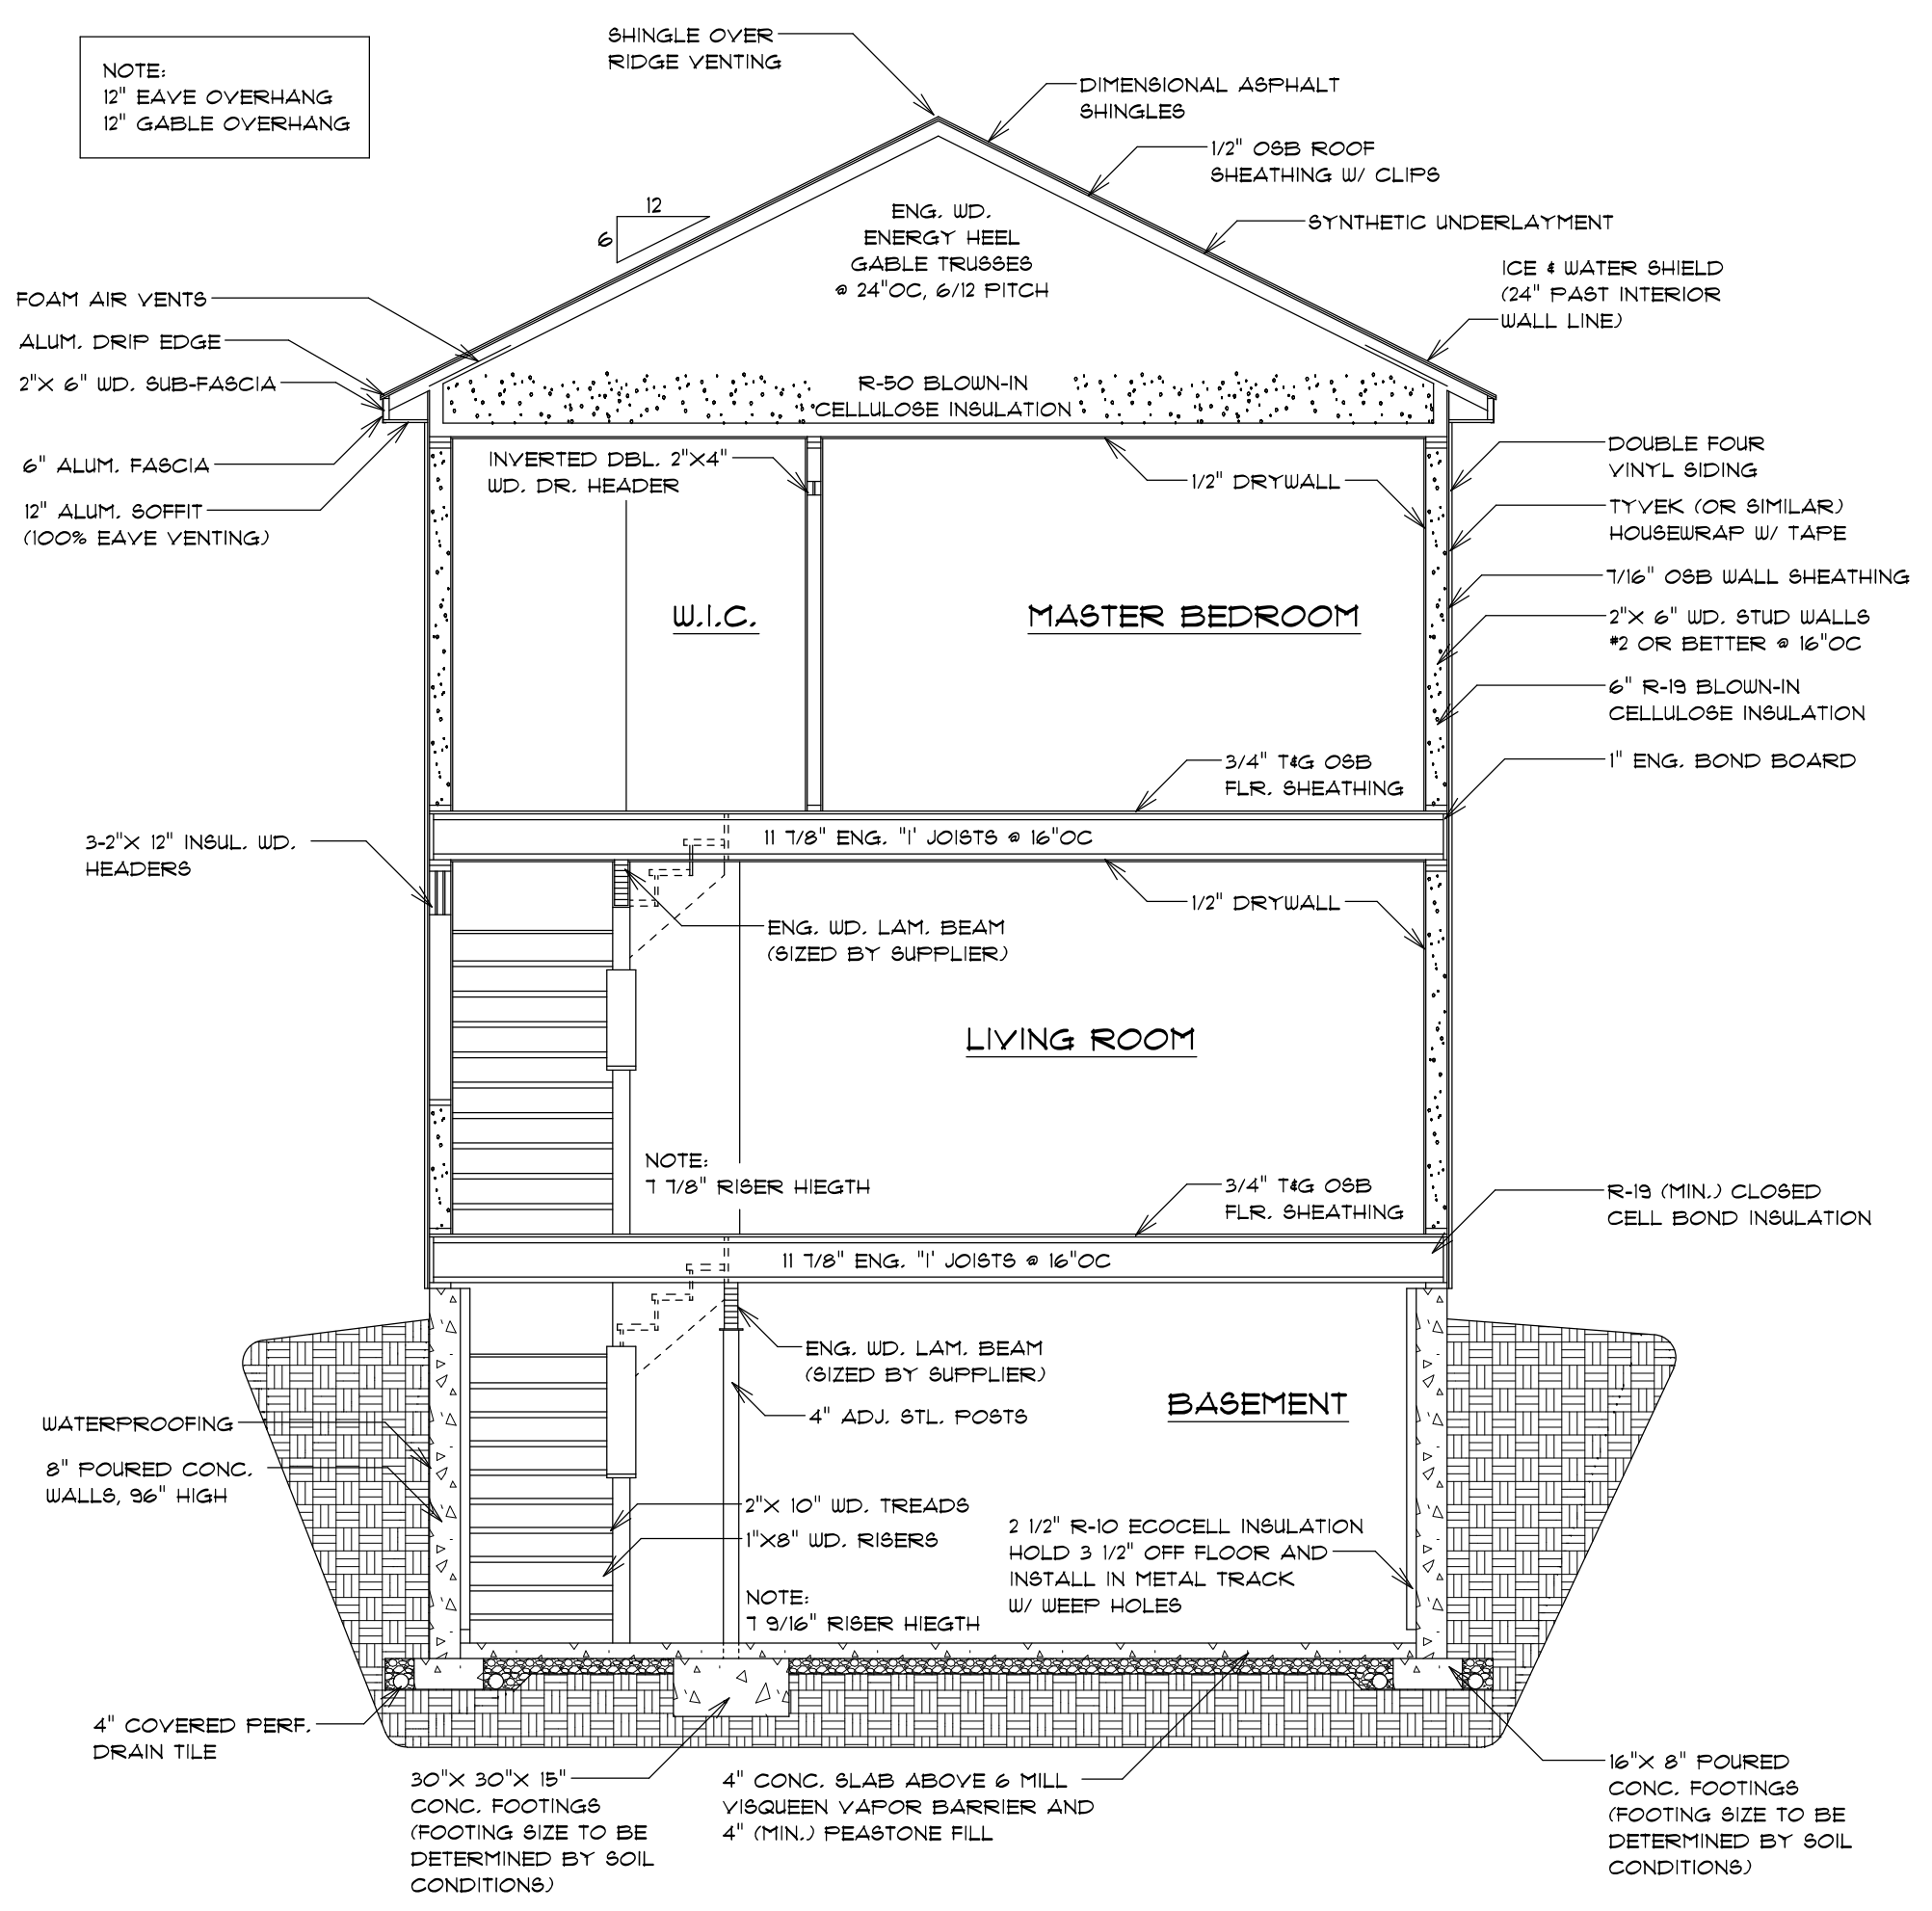 NOTE:
12" EAVE OVERHANG
12" GABLE OVERHANG
SHINGLE OVER
RIDGE VENTING
DIMENSIONAL ASPHALT
SHINGLES
1/2" OSB ROOF
SHEATHING W/ CLIPS
SYNTHETIC UNDERLAYMENT
ICE & WATER SHIELD
(24" PAST INTERIOR
WALL LINE)
12
6
ENG. WD.
ENERGY HEEL
GABLE TRUSSES
@ 24"OC, 6/12 PITCH
FOAM AIR VENTS
ALUM. DRIP EDGE
2"X 6" WD. SUB-FASCIA
6" ALUM. FASCIA
12" ALUM. SOFFIT
(100% EAVE VENTING)
R-50 BLOWN-IN
CELLULOSE INSULATION
INVERTED DBL. 2"X4"
WD. DR. HEADER
1/2" DRYWALL
DOUBLE FOUR
VINYL SIDING
TYVEK (OR SIMILAR)
HOUSEWRAP W/ TAPE
7/16" OSB WALL SHEATHING
2"X 6" WD. STUD WALLS
#2 OR BETTER @ 16"OC
6" R-19 BLOWN-IN
CELLULOSE INSULATION
1" ENG. BOND BOARD
W.I.C.
MASTER BEDROOM
3/4" T&G OSB
FLR. SHEATHING
11 7/8" ENG. "I' JOISTS @ 16"OC
3-2"X 12" INSUL. WD.
HEADERS
1/2" DRYWALL
ENG. WD. LAM. BEAM
(SIZED BY SUPPLIER)
LIVING ROOM
NOTE:
7 7/8" RISER HIEGTH
3/4" T&G OSB
FLR. SHEATHING
R-19 (MIN.) CLOSED
CELL BOND INSULATION
11 7/8" ENG. "I' JOISTS @ 16"OC
ENG. WD. LAM. BEAM
(SIZED BY SUPPLIER)
4" ADJ. STL. POSTS
BASEMENT
WATERPROOFING
8" POURED CONC.
WALLS, 96" HIGH
2"X 10" WD. TREADS
1"X8" WD. RISERS
NOTE:
7 9/16" RISER HIEGTH
2 1/2" R-10 ECOCELL INSULATION
HOLD 3 1/2" OFF FLOOR AND
INSTALL IN METAL TRACK
W/ WEEP HOLES
4" COVERED PERF.
DRAIN TILE
30"X 30"X 15"
CONC. FOOTINGS
(FOOTING SIZE TO BE
DETERMINED BY SOIL
CONDITIONS)
4" CONC. SLAB ABOVE 6 MILL
VISQUEEN VAPOR BARRIER AND
4" (MIN.) PEASTONE FILL
16"X 8" POURED
CONC. FOOTINGS
(FOOTING SIZE TO BE
DETERMINED BY SOIL
CONDITIONS)